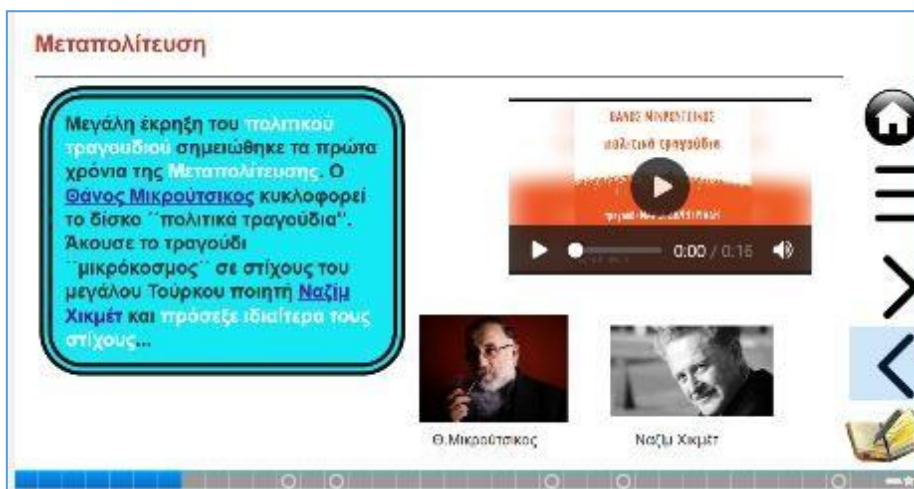 Μεταπολίτευση
Μεγάλη έκρηξη του πολιτικού
τραγουδιού σημειώθηκε τα πρώτα
χρόνια της Μεταπολίτευσης. Ο
Θάνος Μικρούτσικος κυκλοφορεί
το δίσκο ΄΄πολιτικά τραγούδια΄΄.
Άκουσε το τραγούδι
΄΄μικρόκοσμος΄΄ σε στίχους του
μεγάλου Τούρκου ποιητή Ναζίμ
Χικμέτ και πρόσεξε ιδιαίτερα τους
στίχους...
ΘΑΝΟΣ ΜΙΚΡΟΥΤΣΙΚΟΣ
πολιτικά τραγούδια
0:00 / 0:16
Θ.Μικρούτσικος
Ναζίμ Χικμέτ